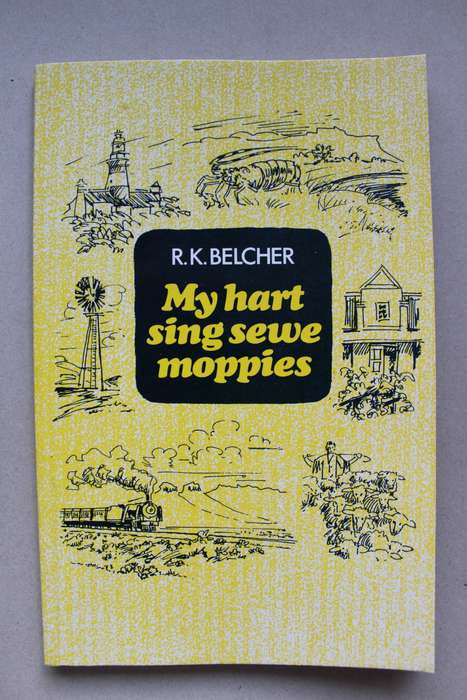 R.K.BELCHER
My hart
sing sewe
moppies